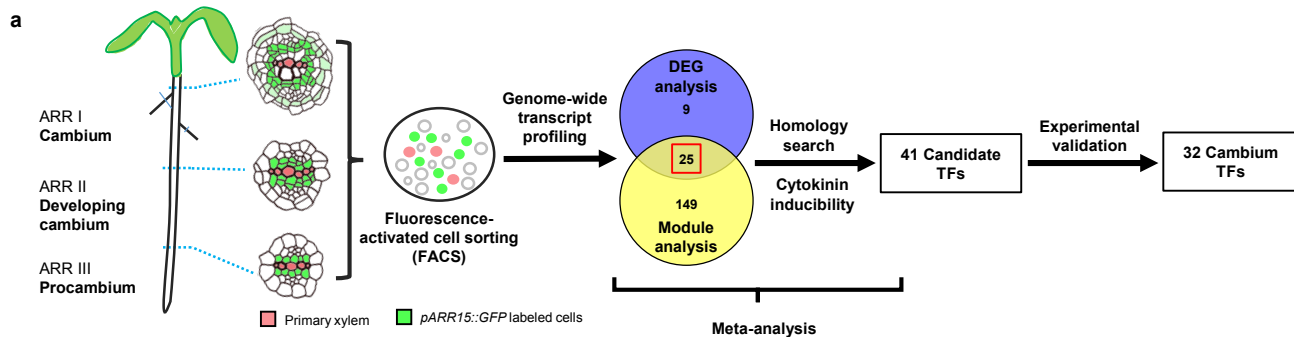 a
ARR I
Cambium
ARR II
Developing
cambium
ARR III
Procambium
Primary xylem
pARR15::GFP labeled cells
Fluorescence-
activated cell sorting
(FACS)
Genome-wide
transcript
profiling
DEG
analysis
9
25
149
Module analysis
Homology
search
Cytokinin
inducibility
Meta-analysis
41 Candidate
TFs
Experimental
validation
32 Cambium
TFs